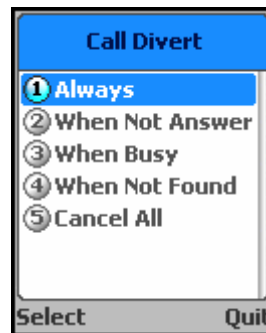 Call Divert
1 Always
2 When Not Answer
3 When Busy
4 When Not Found
5 Cancel All
Select Quit